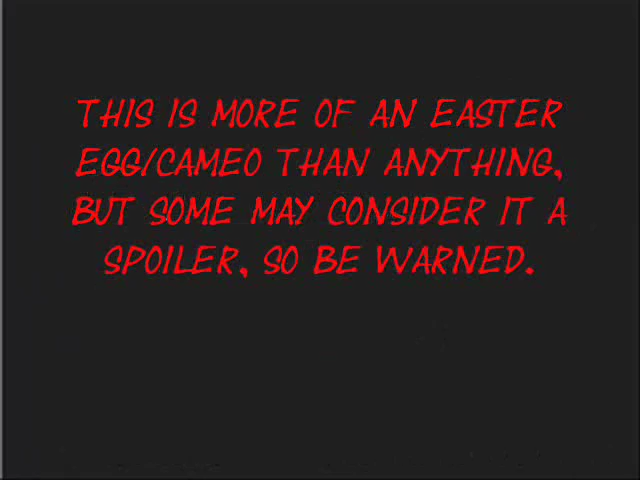 THIS IS MORE OF AN EASTER
EGG/CAMEO THAN ANYTHING,
BUT SOME MAY CONSIDER IT A
SPOILER, SO BE WARNED.